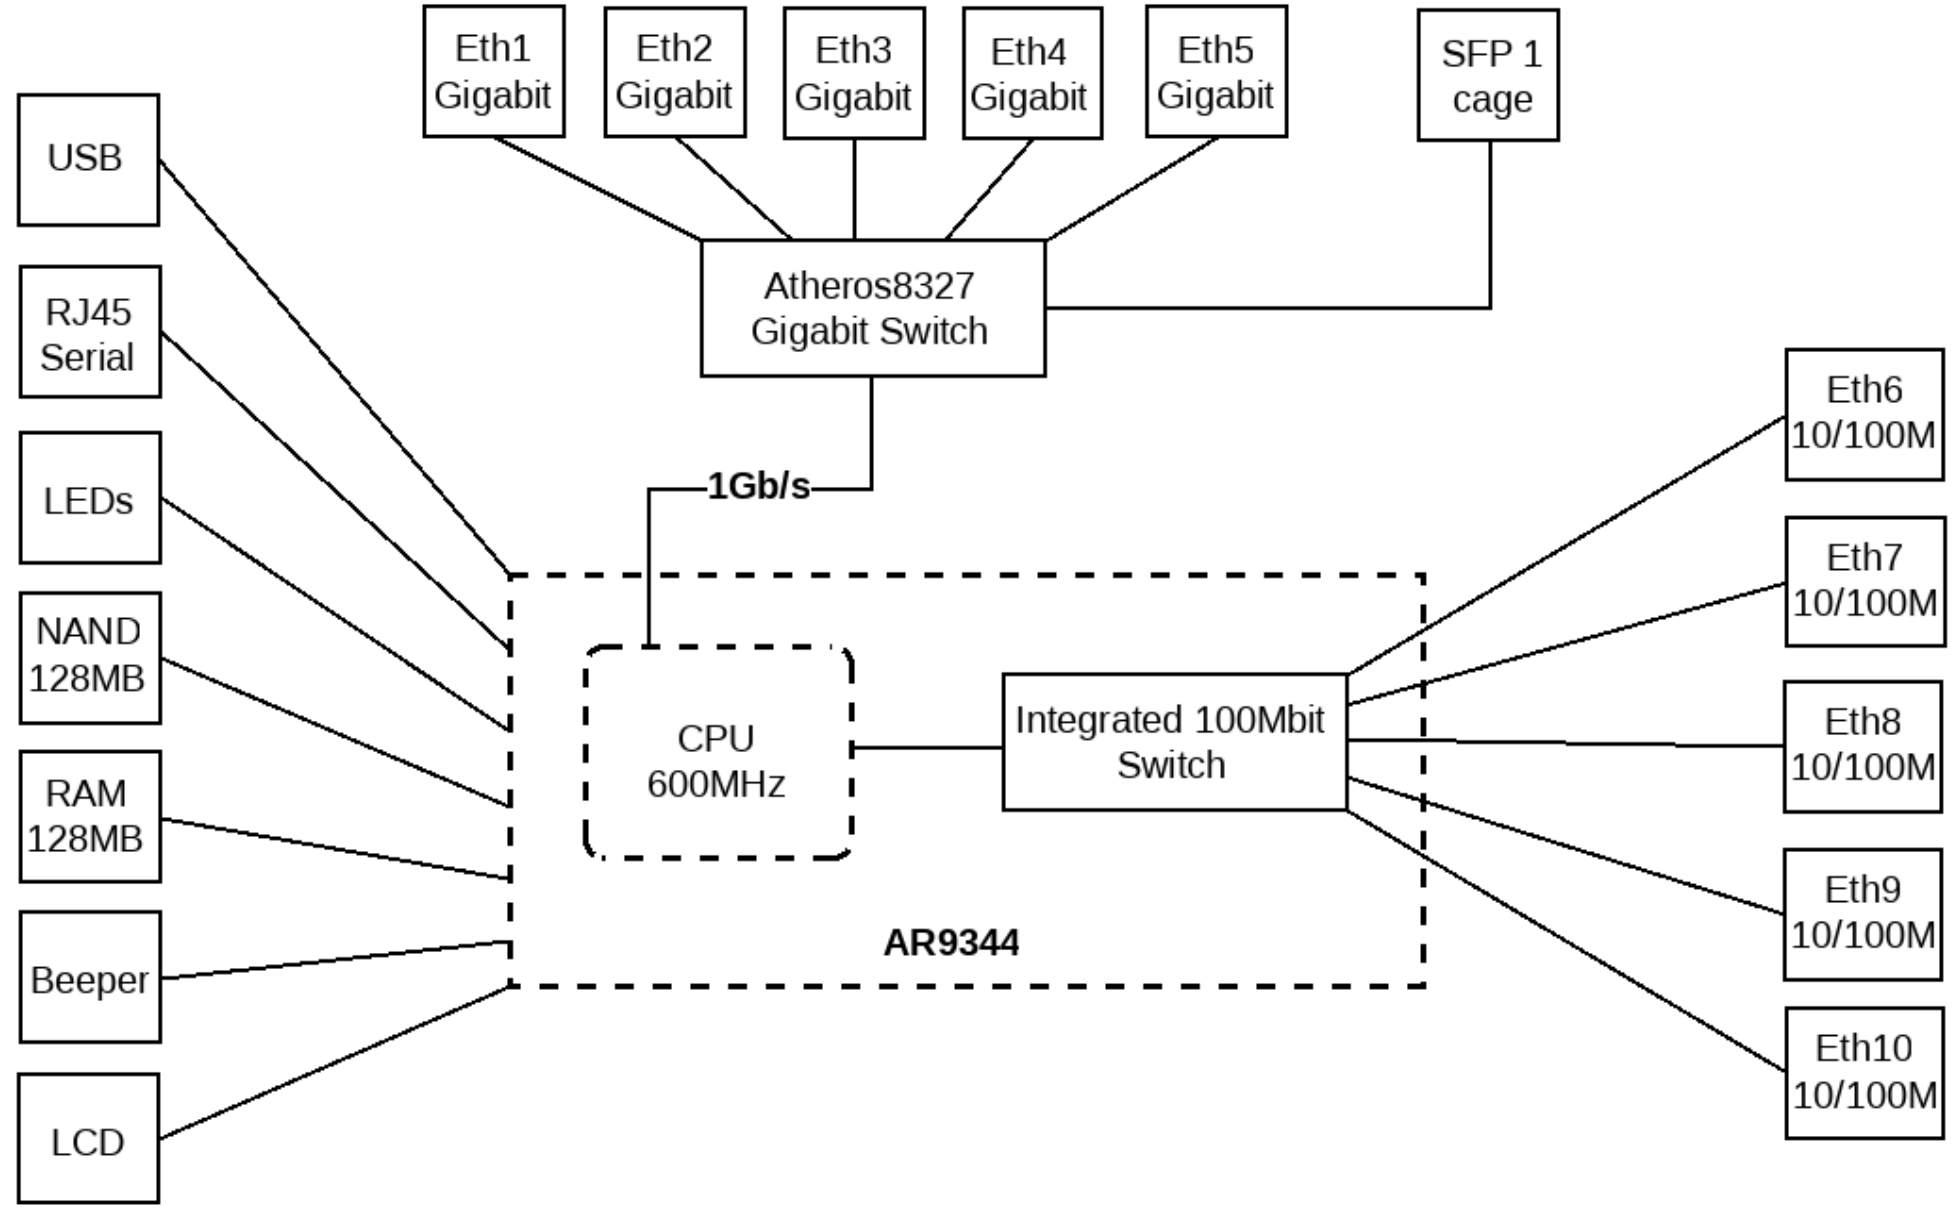 Eth1
Gigabit
Eth2
Gigabit
Eth3
Gigabit
Eth4
Gigabit
Eth5
Gigabit
SFP 1
cage
USB
RJ45
Serial
LEDs
NAND
128MB
RAM
128MB
Beeper
LCD
Atheros8327
Gigabit Switch
1Gb/s
CPU
600MHz
Integrated 100Mbit
Switch
AR9344
Eth6
10/100M
Eth7
10/100M
Eth8
10/100M
Eth9
10/100M
Eth10
10/100M